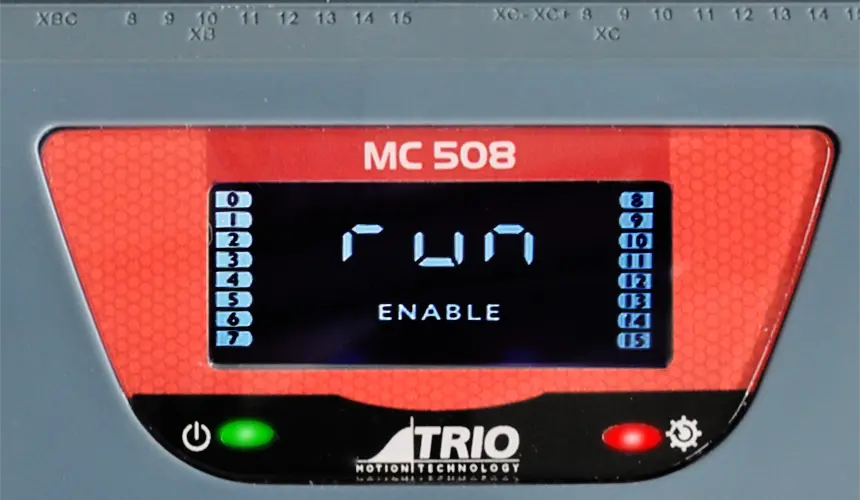 XBC 8 9 10 11 12 13 14 15 XC- XC+ 8 9 10 11 12 13 14
XB XC
MC 508
0 8
1 9
2 10
3 11
4 12
5 13
6 14
7 15
run
ENABLE
TRIO
MOTION TECHNOLOGY